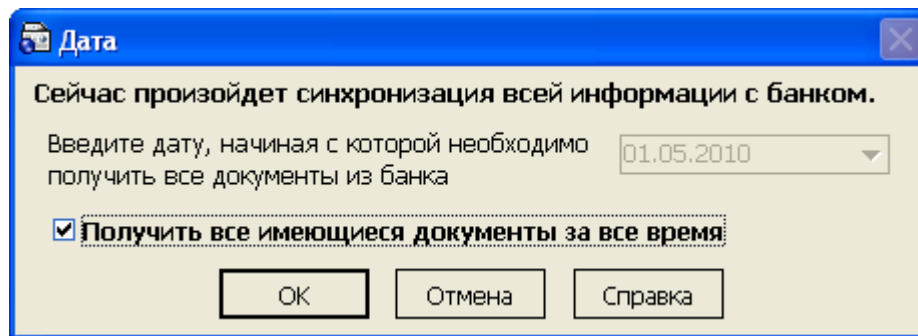 Дата
Сейчас произойдет синхронизация всей информации с банком.
Введите дату, начиная с которой необходимо
получить все документы из банка
01.05.2010
Получить все имеющиеся документы за все время
ОК
Отмена
Справка